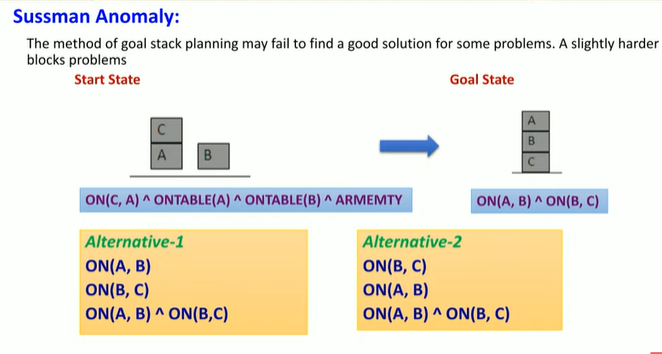 Sussman Anomaly:
The method of goal stack planning may fail to find a good solution for some problems. A slightly harder
blocks problems
Start State
Goal State
C
A
B
A
B
C
ON(C, A) ^ ONTABLE(A) ^ ONTABLE(B) ^ ARMEMTY
ON(A, B) ^ ON(B, C)
Alternative-1
ON(A, B)
ON(B, C)
ON(A, B) ^ ON(B,C)
Alternative-2
ON(B, C)
ON(A, B)
ON(A, B) ^ ON(B, C)